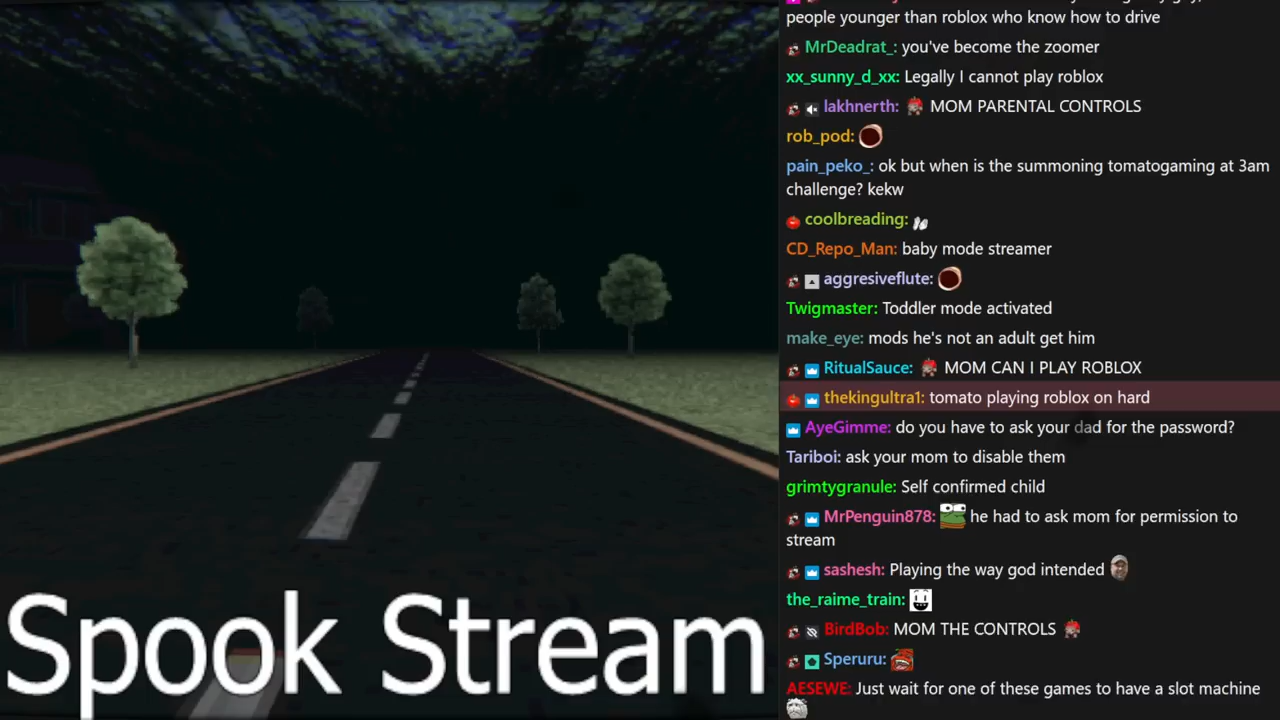 people younger than roblox who know how to drive
MrDeadrat_: you've become the zoomer
xx_sunny_d_xx: Legally I cannot play roblox
lakhnerth: MOM PARENTAL CONTROLS
rob_pod:
pain_peko_: ok but when is the summoning tomatogaming at 3am
challenge? kekw
coolbreading:
CD_Repo_Man: baby mode streamer
aggresiveflute:
Twigmaster: Toddler mode activated
make_eye: mods he's not an adult get him
RitualSauce: MOM CAN I PLAY ROBLOX
thekingultra1: tomato playing roblox on hard
AyeGimme: do you have to ask your dad for the password?
Tariboi: ask your mom to disable them
grimtygranule: Self confirmed child
MrPenguin878: he had to ask mom for permission to
stream
sashesh: Playing the way god intended
the_raime_train:
BirdBob: MOM THE CONTROLS
Speruru:
AESEWE: Just wait for one of these games to have a slot machine
Spook Stream